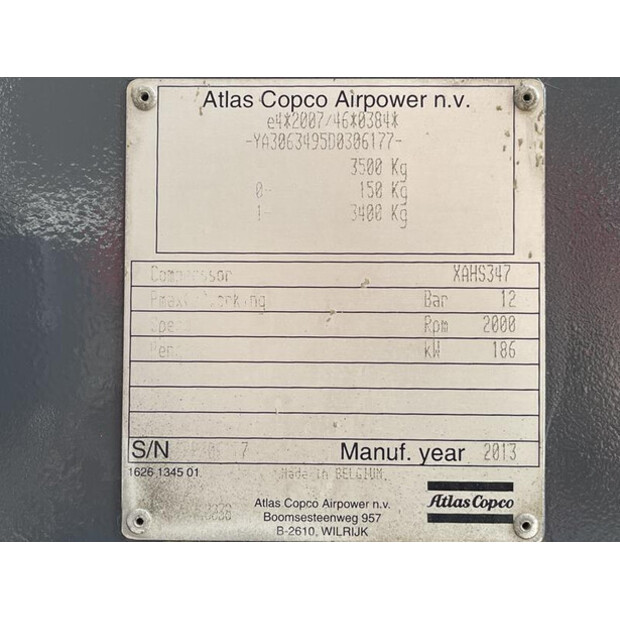 Atlas Copco Airpower n.v.
e4*2007/46*0384*
-YA3063495D0306177-
3500 Kg
0- 150 Kg
1- 3400 Kg
Compressor XAHS347
Bar 12
Rpm 2000
kW 186
S/N Manuf. year 2013
1626 1345 01 Made in BELGIUM.
Atlas Copco Airpower n.v.
Boomsesteenweg 957
B-2610, WILRIJK
Atlas Copco